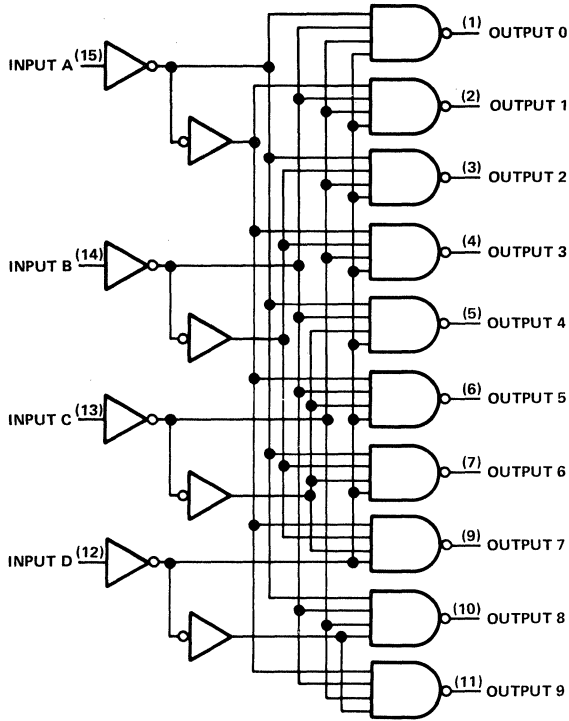 (1) OUTPUT 0
INPUT A (15)
(2) OUTPUT 1
(3) OUTPUT 2
(4) OUTPUT 3
INPUT B (14)
(5) OUTPUT 4
(6) OUTPUT 5
INPUT C (13)
(7) OUTPUT 6
(9) OUTPUT 7
INPUT D (12)
(10) OUTPUT 8
(11) OUTPUT 9